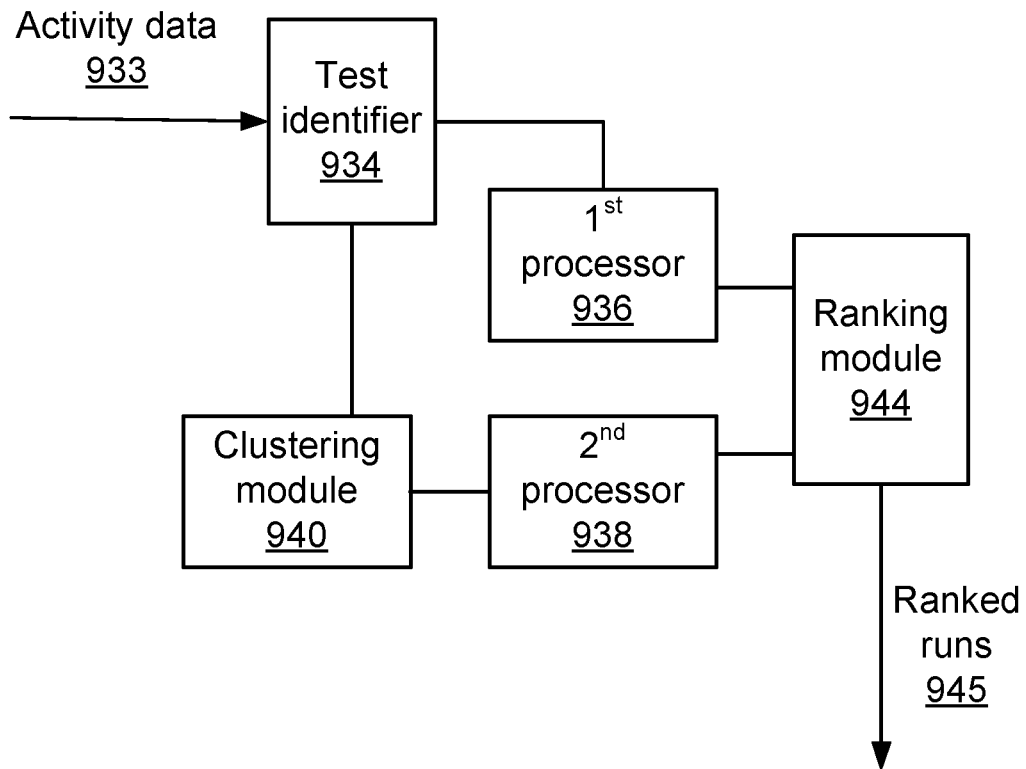 Activity data
933
Test
identifier
934
1st
processor
936
Ranking
module
944
Clustering
module
940
2nd
processor
938
Ranked
runs
945